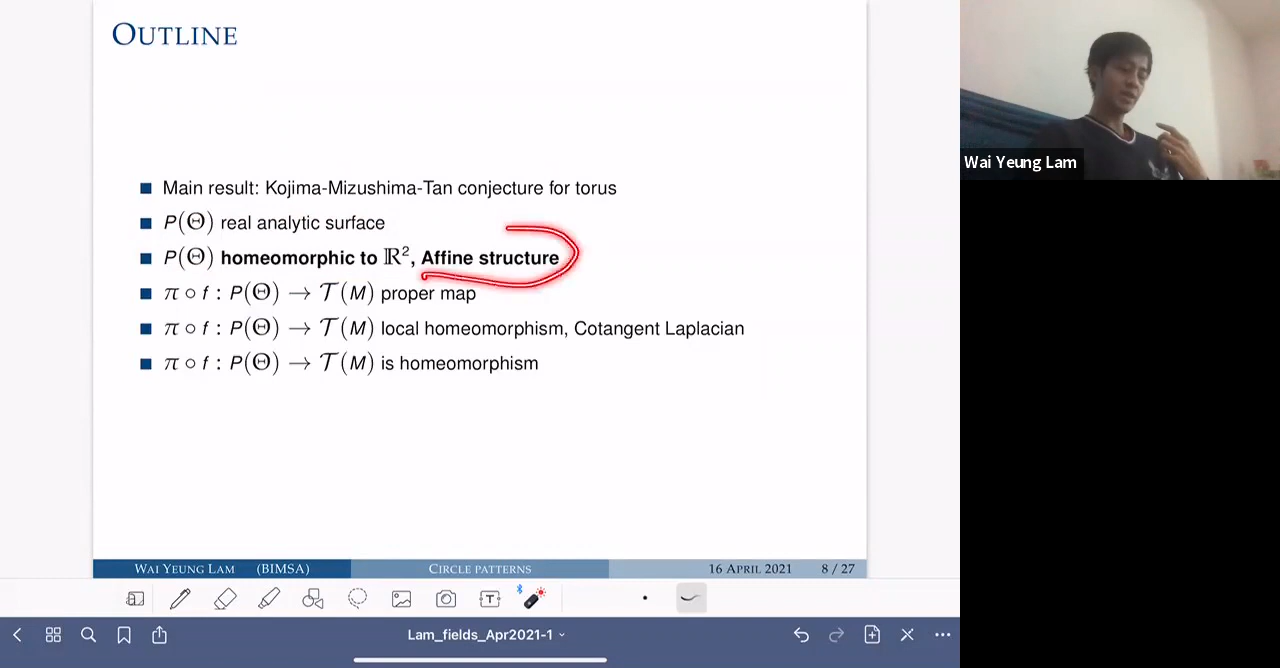 OUTLINE
Main result: Kojima-Mizushima-Tan conjecture for torus
P(Θ) real analytic surface
P(Θ) homeomorphic to ℝ², Affine structure
π ∘ f : P(Θ) → 𝒯(M) proper map
π ∘ f : P(Θ) → 𝒯(M) local homeomorphism, Cotangent Laplacian
π ∘ f : P(Θ) → 𝒯(M) is homeomorphism
WAI YEUNG LAM (BIMSA) CIRCLE PATTERNS 16 APRIL 2021 8 / 27
T
Lam_fields_Apr2021-1
Wai Yeung Lam